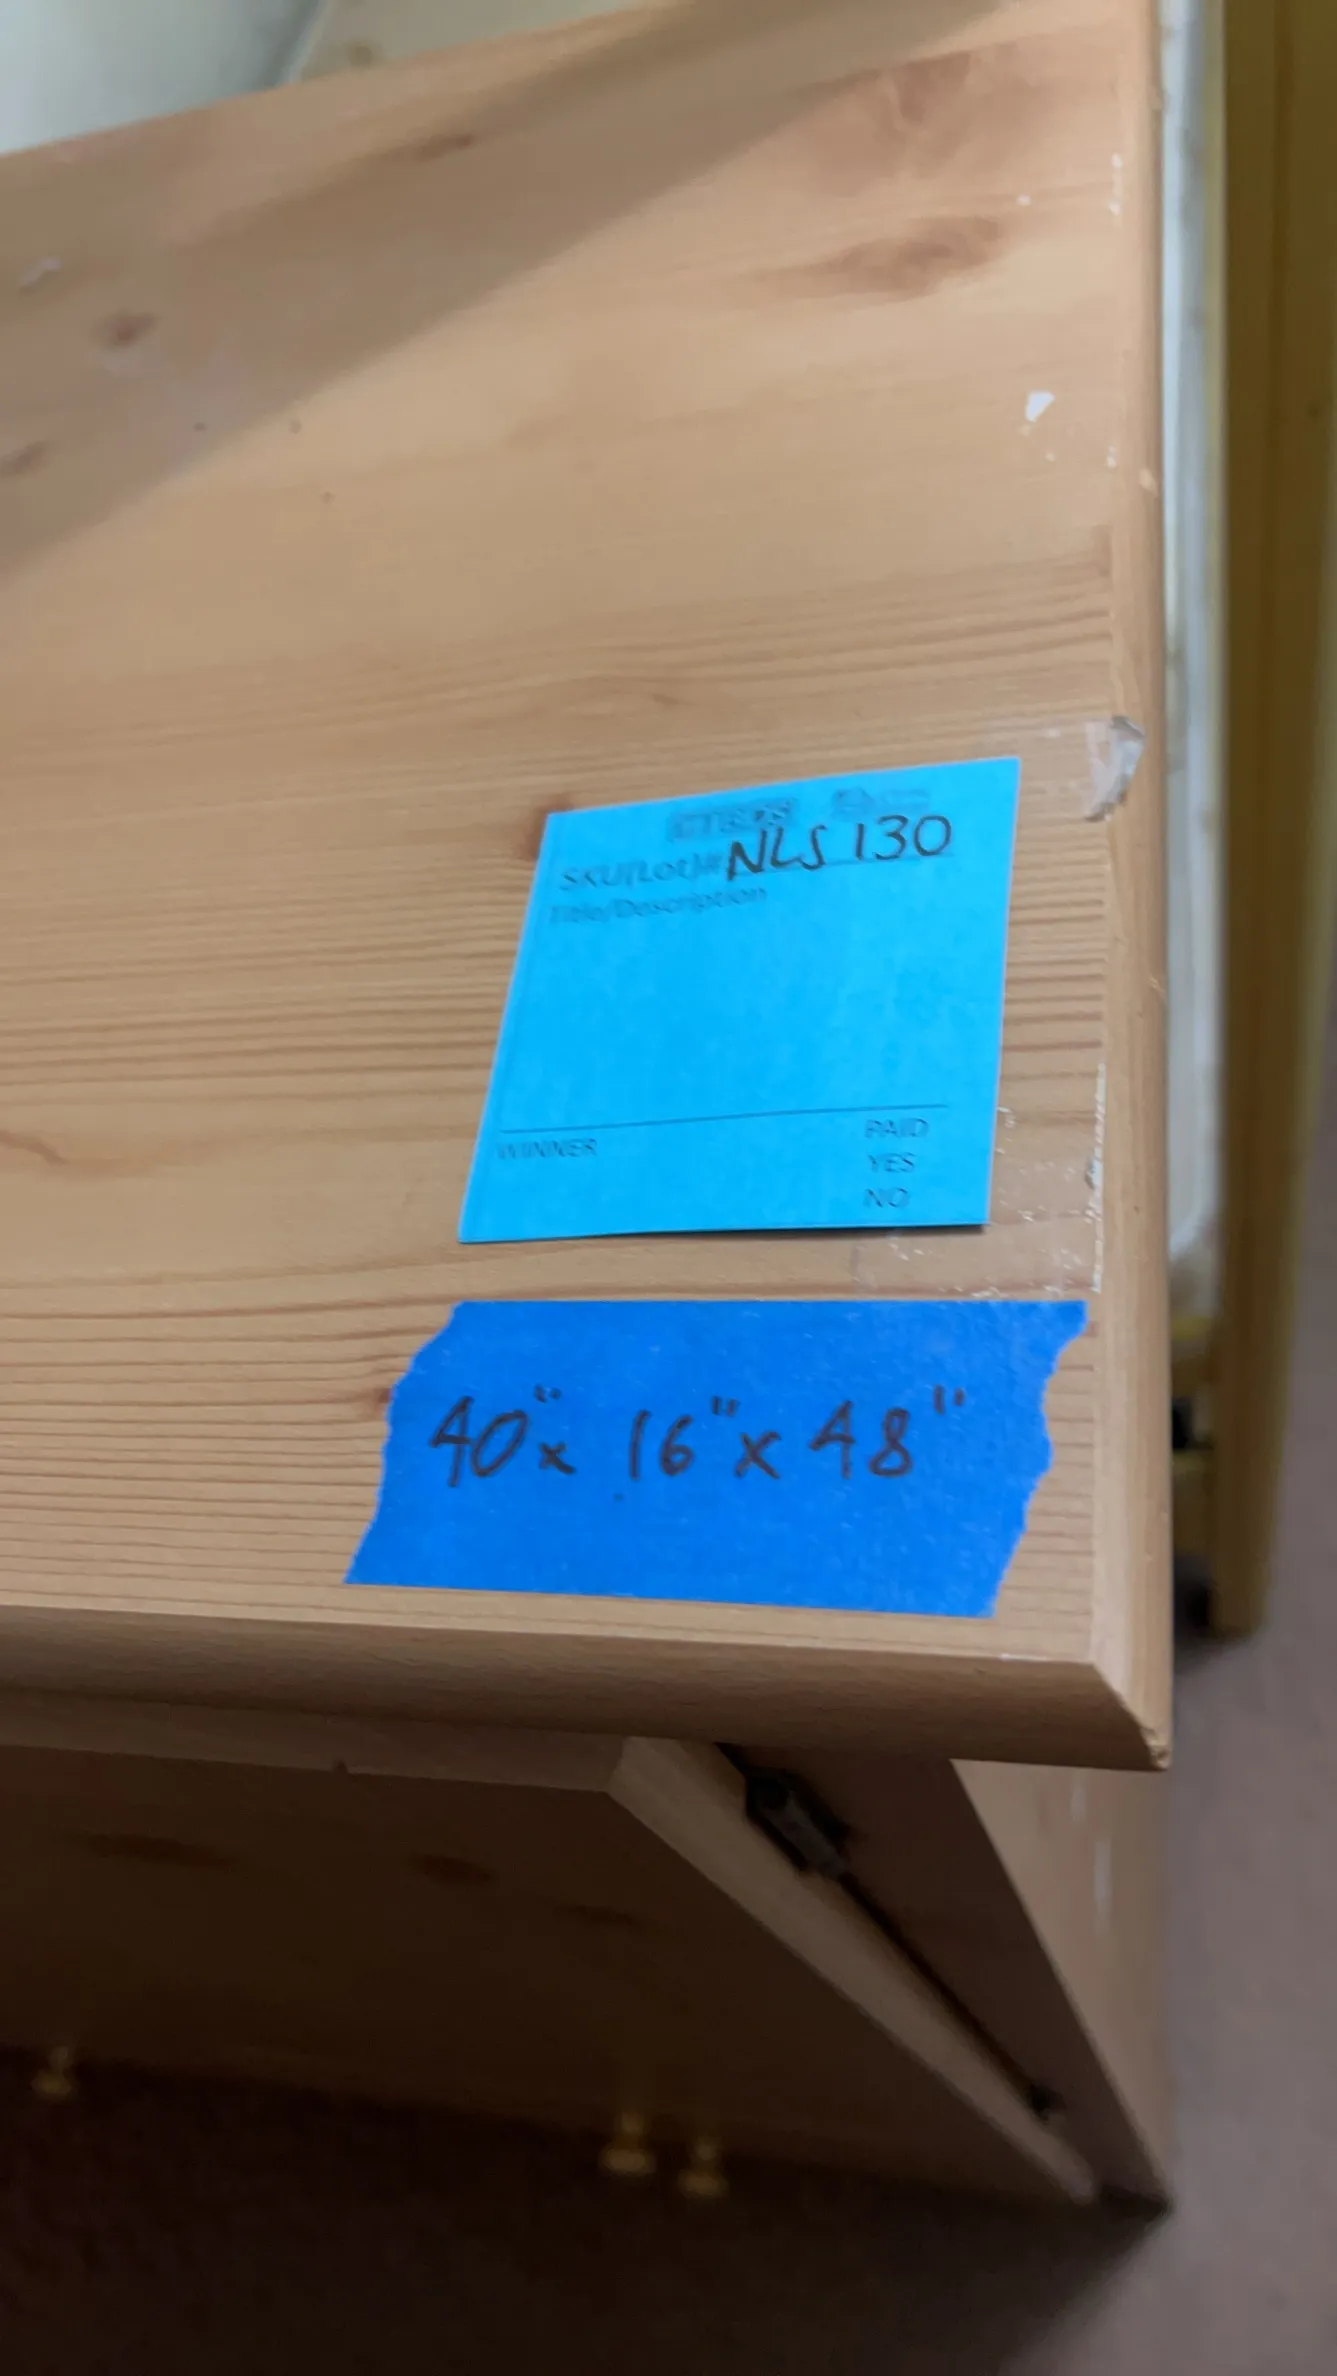 SKU(Lot)# NLS 130
Title/Description
WINNER
PAID
YES
NO
40" x 16" x 48"